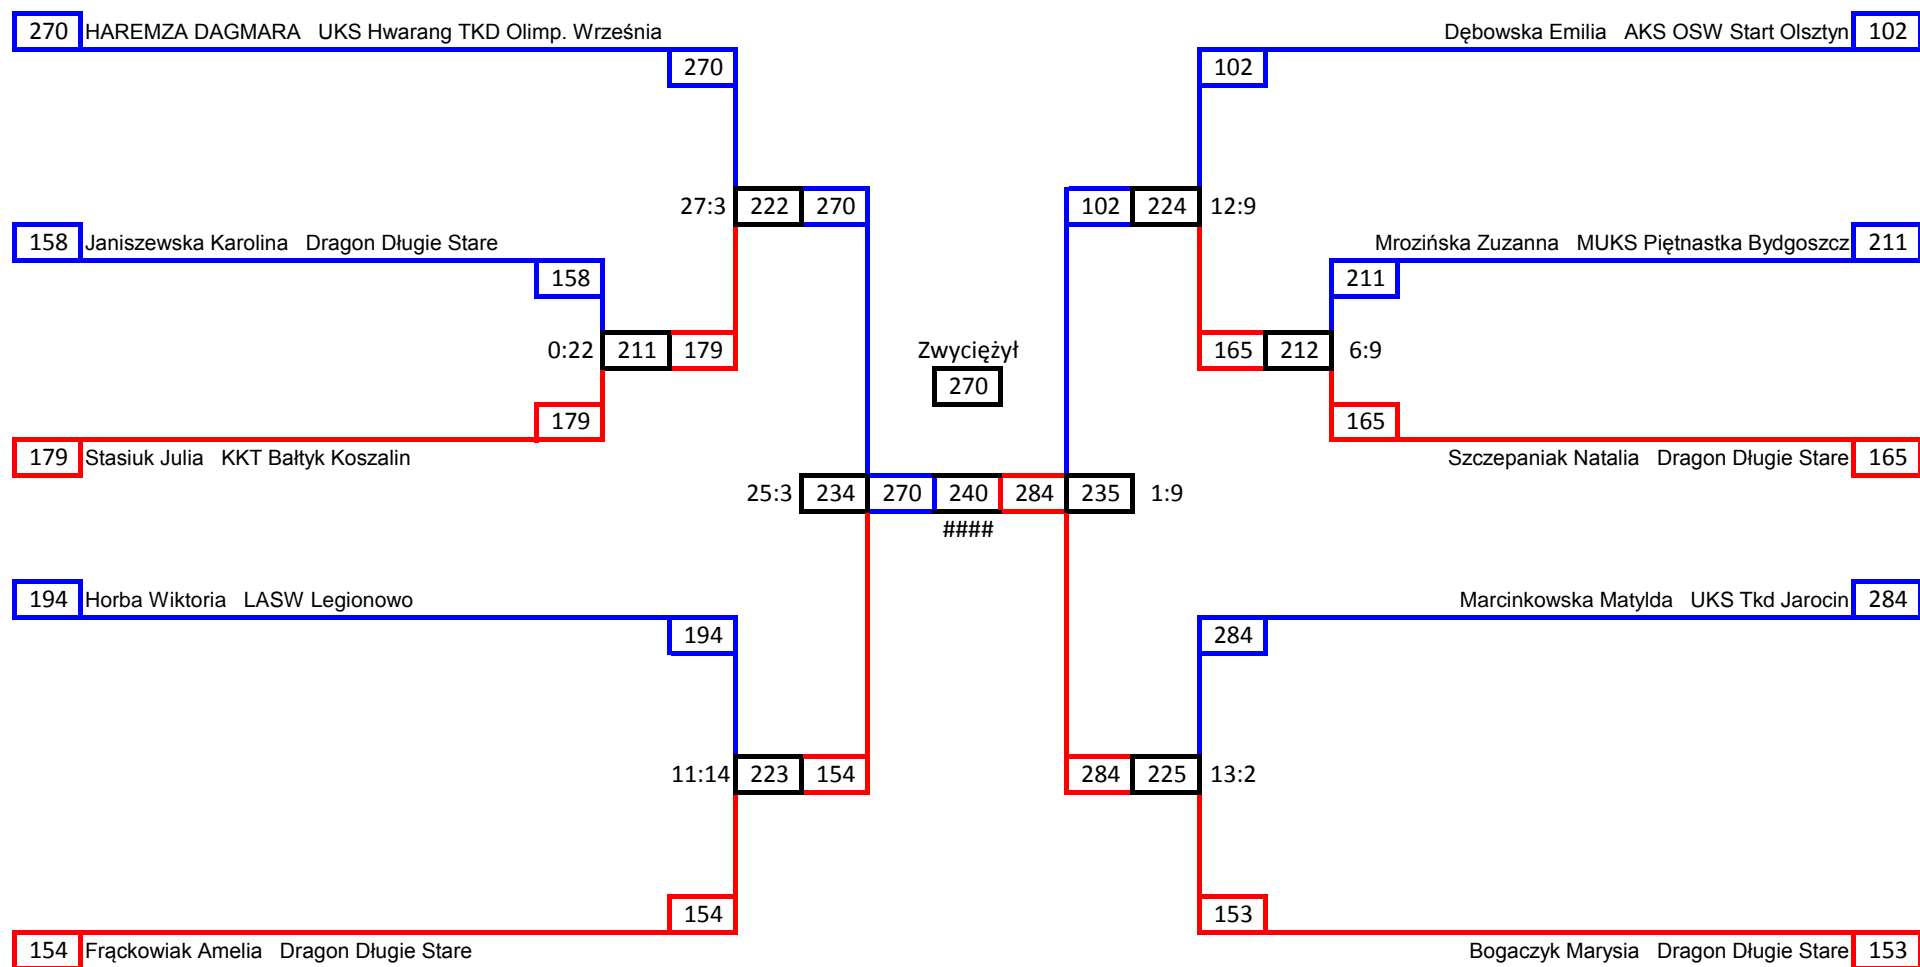 270 HAREMZA DAGMARA UKS Hwarang TKD Olimp. Września
Dębowska Emilia AKS OSW Start Olsztyn 102
270
102
27:3 222 270
102 224 12:9
158 Janiszewska Karolina Dragon Długie Stare
Mrozińska Zuzanna MUKS Piętnastka Bydgoszcz 211
158
211
0:22 211 179
Zwyciężył
165 212 6:9
270
179
165
179 Stasiuk Julia KKT Bałtyk Koszalin
Szczepaniak Natalia Dragon Długie Stare 165
25:3 234 270 240 284 235 1:9
####
194 Horba Wiktoria LASW Legionowo
Marcinkowska Matylda UKS Tkd Jarocin 284
194
284
11:14 223 154
284 225 13:2
154
153
154 Frąckowiak Amelia Dragon Długie Stare
Bogaczyk Marysia Dragon Długie Stare 153